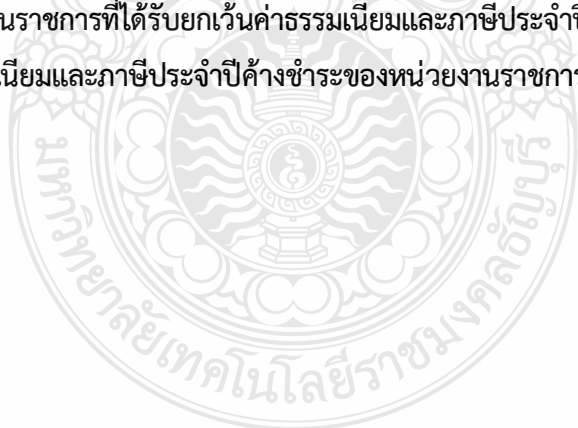 นราชการที่ได้รับยกเว้นค่าธรรมเนียมและภาษีประจำปี
นียมและภาษีประจำปีค้างชำระของหน่วยงานราชการ
มหาวิทยาลัยเทคโนโลยีราชมงคลธัญบุรี